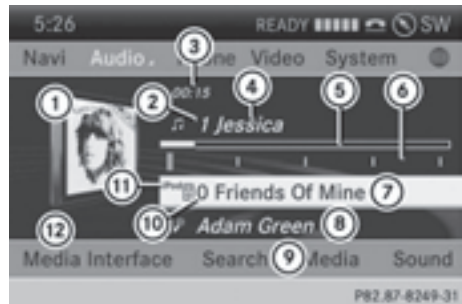 5:26 READY SW
Navi Audio Video System
3
00:15
1 2 4 5 6
1 Jessica
11
0 Friends Of Mine 7
10
Adam Green 8
12 9
Media Interface Search Media Sound
P82.87-8249-31